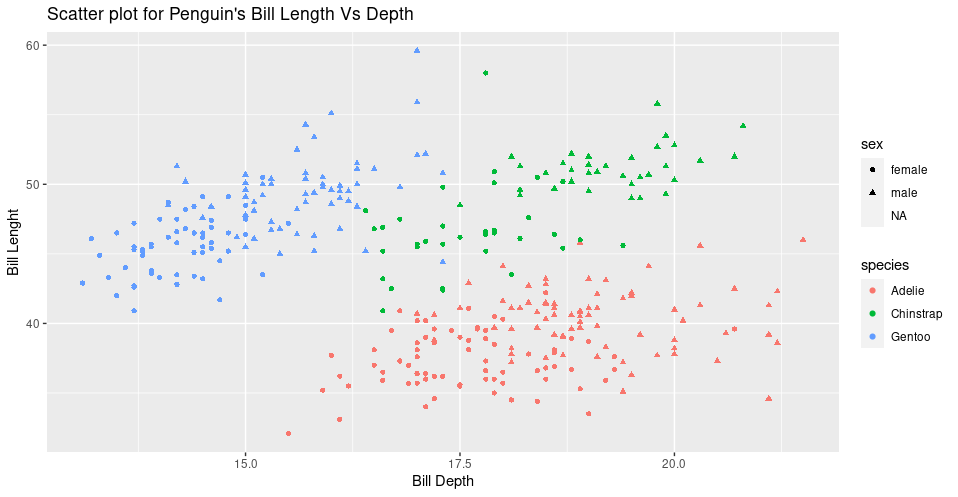 Scatter plot for Penguin's Bill Length Vs Depth
60
50
40
Bill Lenght
15.0
17.5
20.0
Bill Depth
sex
female
male
NA
species
Adelie
Chinstrap
Gentoo